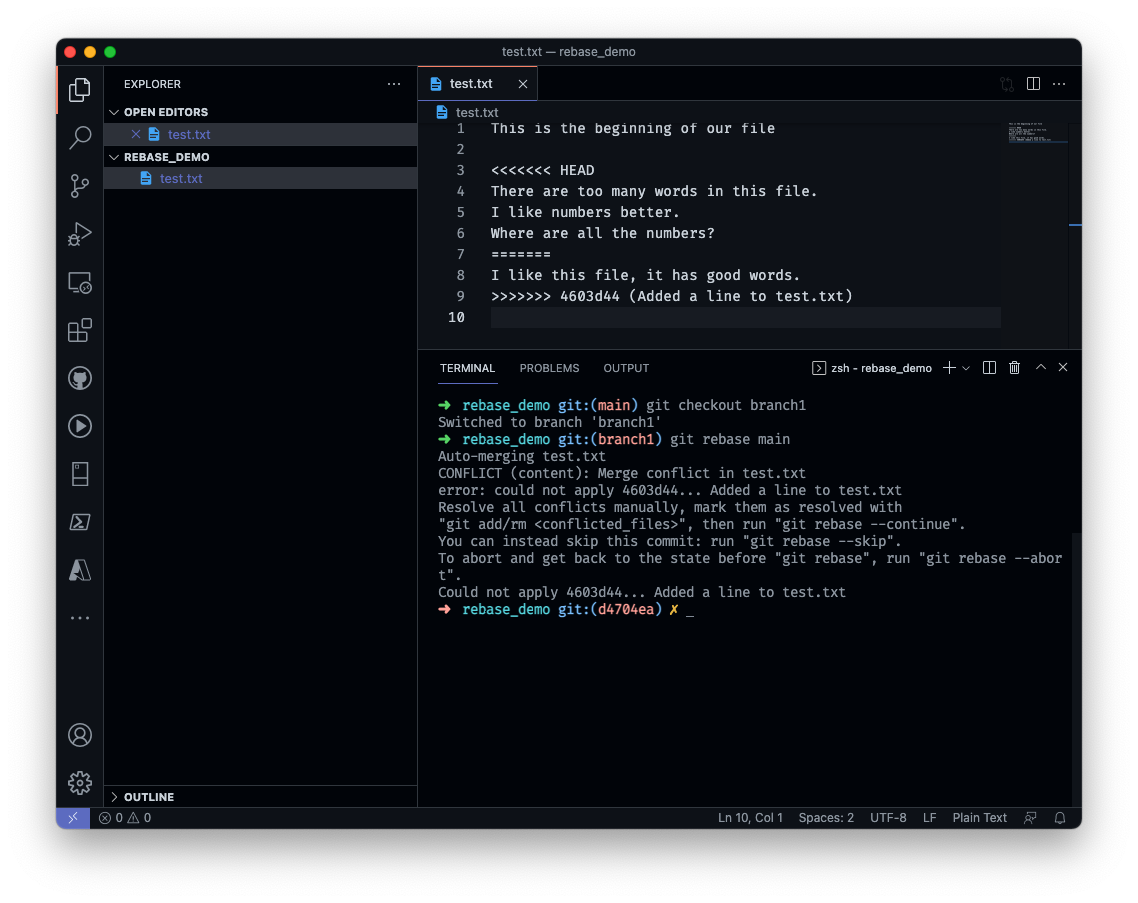 test.txt — rebase_demo
EXPLORER
OPEN EDITORS
test.txt
REBASE_DEMO
test.txt
OUTLINE
test.txt
test.txt
1 This is the beginning of our file
2
3 <<<<<<< HEAD
4 There are too many words in this file.
5 I like numbers better.
6 Where are all the numbers?
7 =======
8 I like this file, it has good words.
9 >>>>>>> 4603d44 (Added a line to test.txt)
10
TERMINAL PROBLEMS OUTPUT zsh - rebase_demo
➜ rebase_demo git:(main) git checkout branch1
Switched to branch 'branch1'
➜ rebase_demo git:(branch1) git rebase main
Auto-merging test.txt
CONFLICT (content): Merge conflict in test.txt
error: could not apply 4603d44... Added a line to test.txt
Resolve all conflicts manually, mark them as resolved with
"git add/rm <conflicted_files>", then run "git rebase --continue".
You can instead skip this commit: run "git rebase --skip".
To abort and get back to the state before "git rebase", run "git rebase --abor
t".
Could not apply 4603d44... Added a line to test.txt
➜ rebase_demo git:(d4704ea) ✗ _
0 0 Ln 10, Col 1 Spaces: 2 UTF-8 LF Plain Text